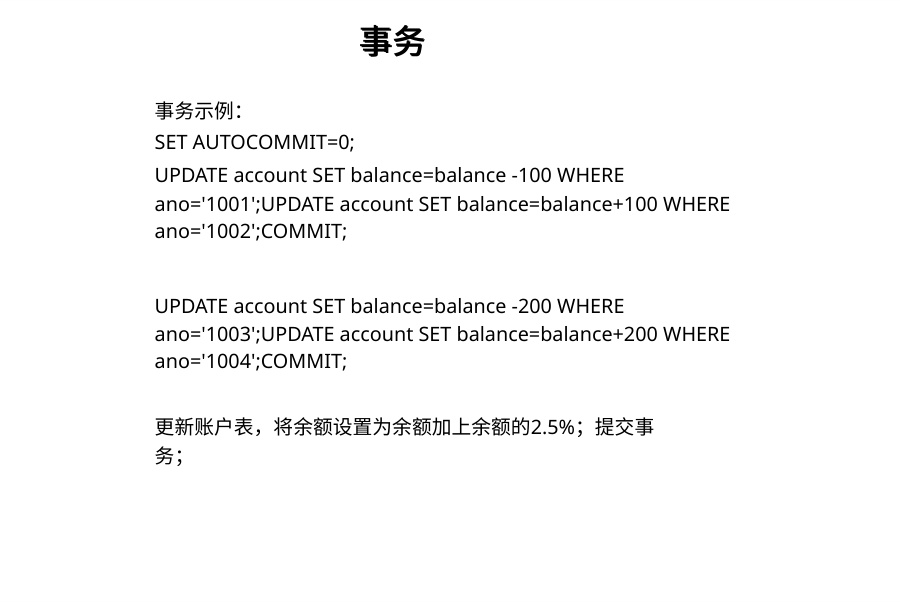 事务
事务示例：
SET AUTOCOMMIT=0;
UPDATE account SET balance=balance -100 WHERE
ano='1001';UPDATE account SET balance=balance+100 WHERE
ano='1002';COMMIT;
UPDATE account SET balance=balance -200 WHERE
ano='1003';UPDATE account SET balance=balance+200 WHERE
ano='1004';COMMIT;
更新账户表，将余额设置为余额加上余额的2.5%；提交事
务；